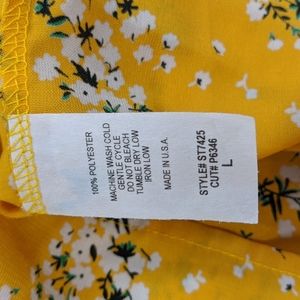 100% POLYESTER
MACHINE WASH COLD
GENTLE CYCLE
DO NOT BLEACH
TUMBLE DRY LOW
IRON LOW
MADE IN U.S.A.
STYLE# ST7425
CUT# P6346
L